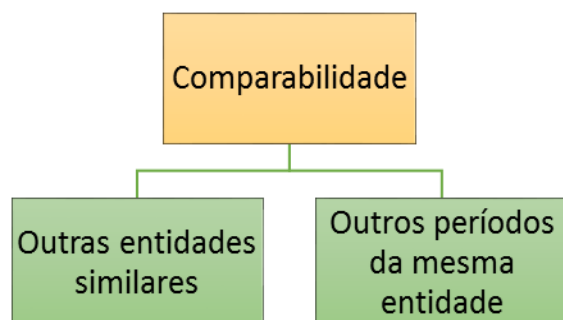 Comparabilidade
Outras entidades
similares
Outros períodos
da mesma
entidade